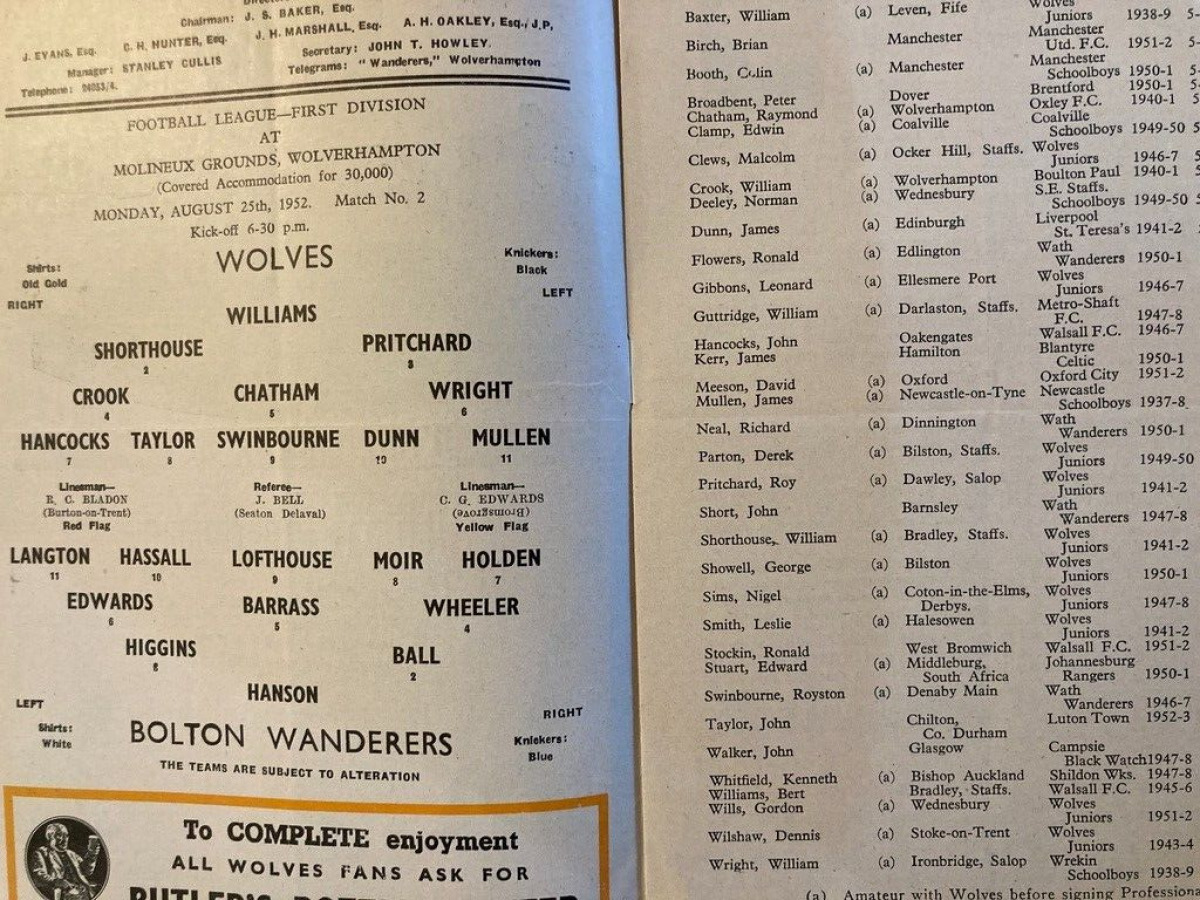 Chairman: J. S. BAKER, Esq.
J. EVANS, Esq. C. H. HUNTER, Esq. J. H. MARSHALL, Esq. A. H. OAKLEY, Esq., J.P,
Manager: STANLEY CULLIS Secretary: JOHN T. HOWLEY.
Telephone: 24053/4. Telegrams: "Wanderers," Wolverhampton
FOOTBALL LEAGUE—FIRST DIVISION
AT
MOLINEUX GROUNDS, WOLVERHAMPTON
(Covered Accommodation for 30,000)
MONDAY, AUGUST 25th, 1952. Match No. 2
Kick-off 6-30 p.m.
WOLVES
Shirts: Knickers:
Old Gold Black
RIGHT LEFT
WILLIAMS
SHORTHOUSE PRITCHARD
2 3
CROOK CHATHAM WRIGHT
4 5 6
HANCOCKS TAYLOR SWINBOURNE DUNN MULLEN
7 8 9 10 11
Linesman— Referee— Linesman—
R. C. BLADON J. BELL C. G. EDWARDS
(Burton-on-Trent) (Seaton Delaval) (Bromsgrove)
Red Flag Yellow Flag
LANGTON HASSALL LOFTHOUSE MOIR HOLDEN
11 10 9 8 7
EDWARDS BARRASS WHEELER
6 5 4
HIGGINS BALL
2
HANSON
LEFT RIGHT
Shirts: Knickers:
White Blue
BOLTON WANDERERS
THE TEAMS ARE SUBJECT TO ALTERATION
To COMPLETE enjoyment
ALL WOLVES FANS ASK FOR
Baxter, William (a) Leven, Fife Wolves
Juniors 1938-9
Birch, Brian Manchester Manchester
Utd. F.C. 1951-2
Booth, Colin (a) Manchester Manchester
Schoolboys 1950-1
Broadbent, Peter Dover Brentford 1950-1
Chatham, Raymond (a) Wolverhampton Oxley F.C. 1940-1
Clamp, Edwin (a) Coalville Coalville
Schoolboys 1949-50
Clews, Malcolm (a) Ocker Hill, Staffs. Wolves
Juniors 1946-7
Crook, William (a) Wolverhampton Boulton Paul 1940-1
Deeley, Norman (a) Wednesbury S.E. Staffs.
Schoolboys 1949-50
Dunn, James (a) Edinburgh Liverpool
St. Teresa's 1941-2
Flowers, Ronald (a) Edlington Wath
Wanderers 1950-1
Gibbons, Leonard (a) Ellesmere Port Wolves
Juniors 1946-7
Guttridge, William (a) Darlaston, Staffs. Metro-Shaft
F.C. 1947-8
Hancocks, John Oakengates Walsall F.C. 1946-7
Kerr, James Hamilton Blantyre
Celtic 1950-1
Meeson, David (a) Oxford Oxford City 1951-2
Mullen, James (a) Newcastle-on-Tyne Newcastle
Schoolboys 1937-8
Neal, Richard (a) Dinnington Wath
Wanderers 1950-1
Parton, Derek (a) Bilston, Staffs. Wolves
Juniors 1949-50
Pritchard, Roy (a) Dawley, Salop Wolves
Juniors 1941-2
Short, John Barnsley Wath
Wanderers 1947-8
Shorthouse, William (a) Bradley, Staffs. Wolves
Juniors 1941-2
Showell, George (a) Bilston Wolves
Juniors 1950-1
Sims, Nigel (a) Coton-in-the-Elms, Wolves
Derbys. Juniors 1947-8
Smith, Leslie (a) Halesowen Wolves
Juniors 1941-2
Stockin, Ronald West Bromwich Walsall F.C. 1951-2
Stuart, Edward (a) Middleburg, Johannesburg
South Africa Rangers 1950-1
Swinbourne, Royston (a) Denaby Main Wath
Wanderers 1946-7
Taylor, John Chilton, Luton Town 1952-3
Co. Durham
Walker, John Glasgow Campsie
Black Watch 1947-8
Whitfield, Kenneth (a) Bishop Auckland Shildon Wks. 1947-8
Williams, Bert Bradley, Staffs. Walsall F.C. 1945-6
Wills, Gordon (a) Wednesbury Wolves
Juniors 1951-2
Wilshaw, Dennis (a) Stoke-on-Trent Wolves
Juniors 1943-4
Wright, William (a) Ironbridge, Salop Wrekin
Schoolboys 1938-9
(a) Amateur with Wolves before signing